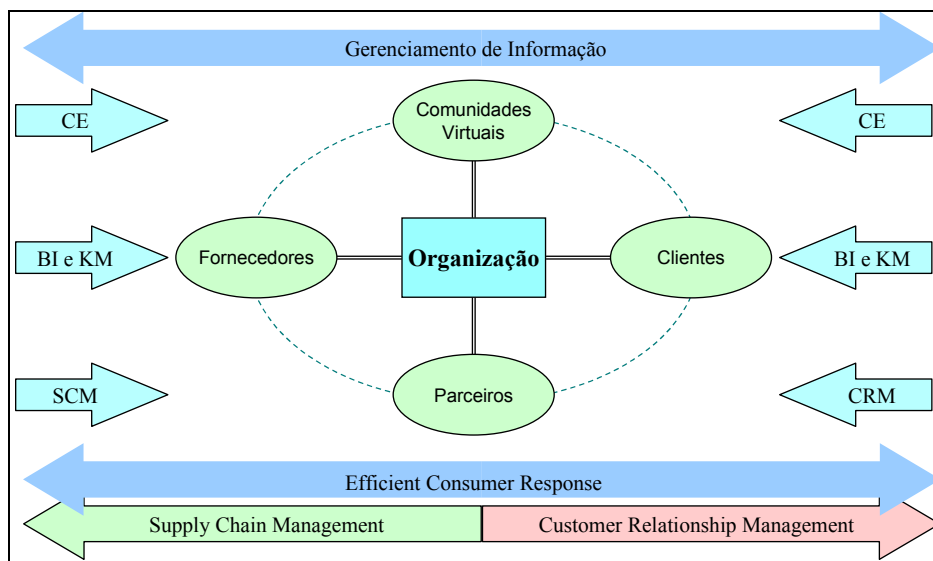 Gerenciamento de Informação
CE
Comunidades
Virtuais
CE
BI e KM
Fornecedores
Organização
Clientes
BI e KM
SCM
Parceiros
CRM
Efficient Consumer Response
Supply Chain Management
Customer Relationship Management